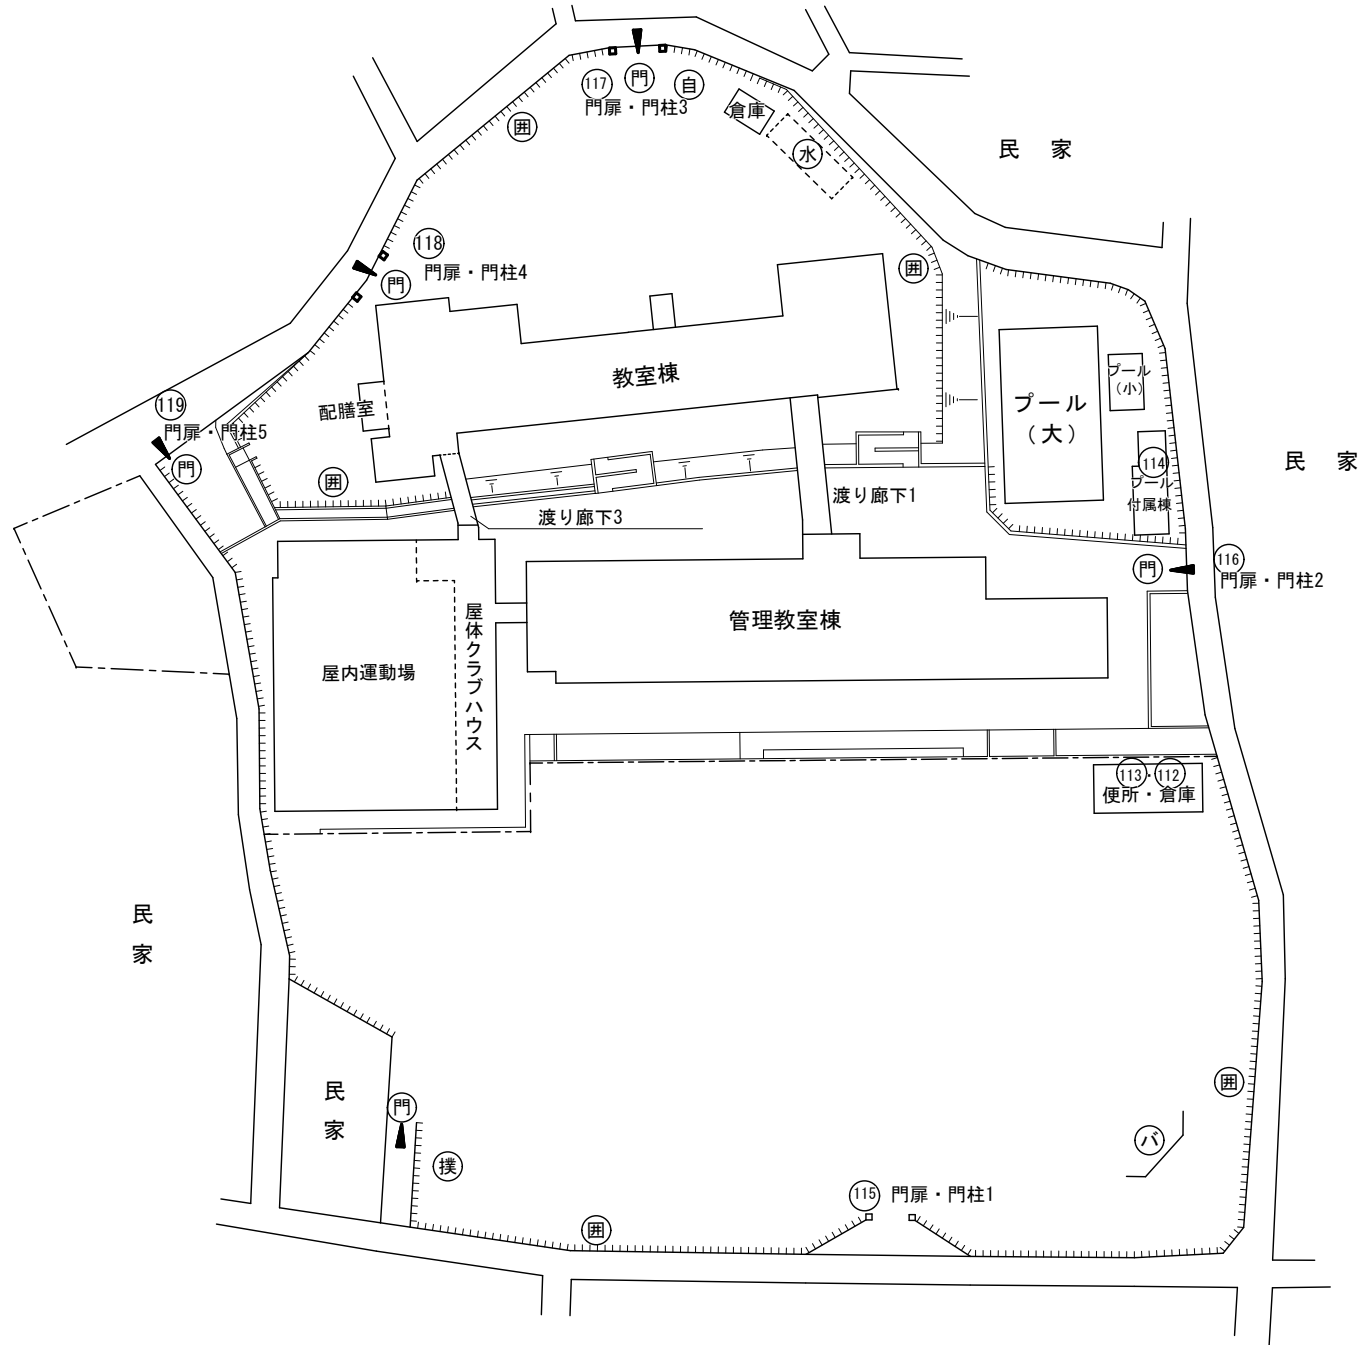 117
門
自
門扉・門柱3
倉庫
囲
水
民 家
118
門扉・門柱4
門
囲
教室棟
プール
(小)
プール
(大)
配膳室
119
門扉・門柱5
門
囲
民 家
114
プール
付属棟
渡り廊下1
渡り廊下3
門
116
門扉・門柱2
屋体クラブハウス
管理教室棟
屋内運動場
113・112
便所・倉庫
民家
民家
門
囲
バ
撲
115
門扉・門柱1
囲